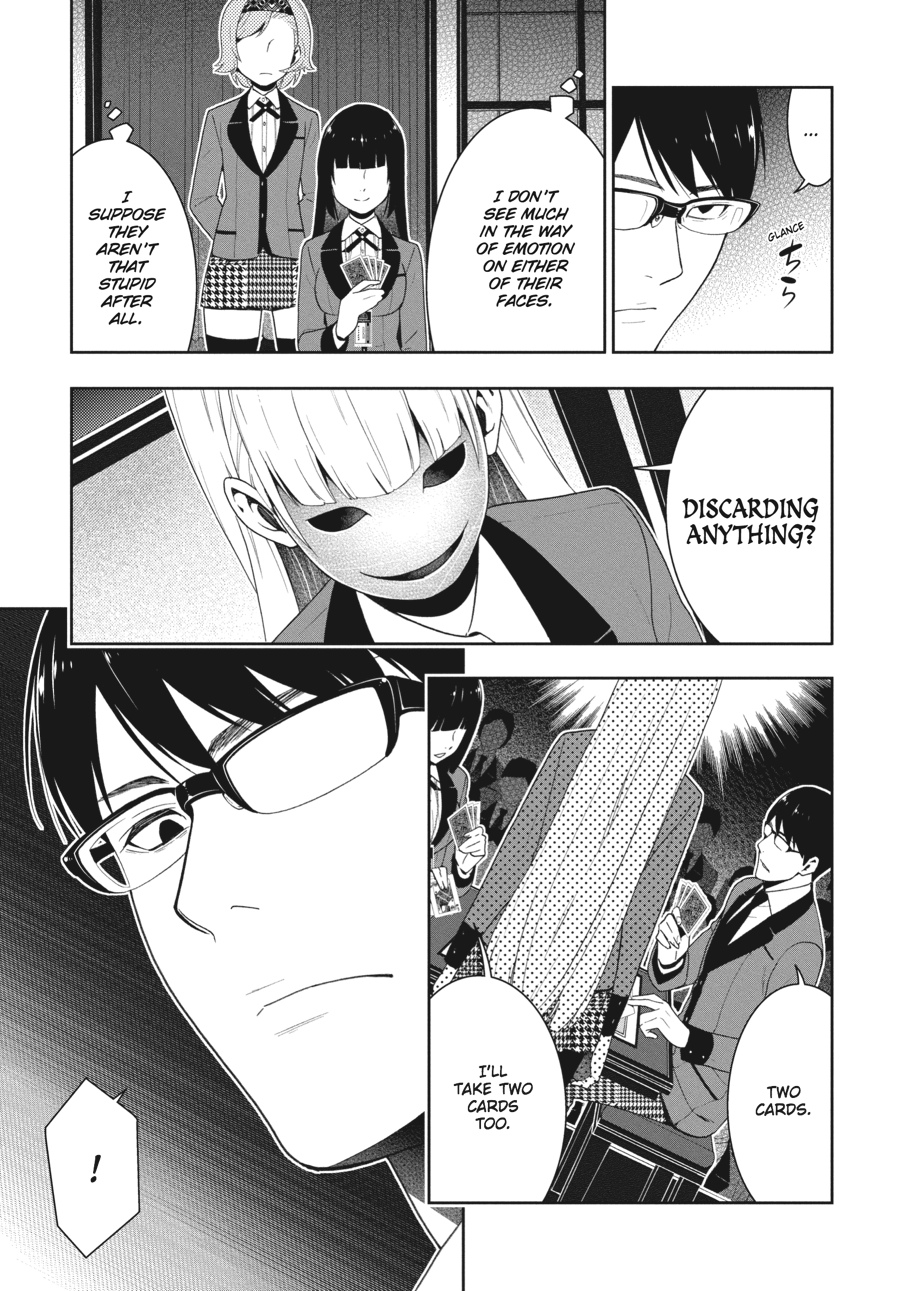 ...
GLANCE
ちら
I DON'T
SEE MUCH
IN THE WAY
OF EMOTION
ON EITHER
OF THEIR
FACES.
I
SUPPOSE
THEY
AREN'T
THAT
STUPID
AFTER
ALL.
DISCARDING
ANYTHING?
TWO
CARDS.
I'LL
TAKE TWO
CARDS
TOO.
!